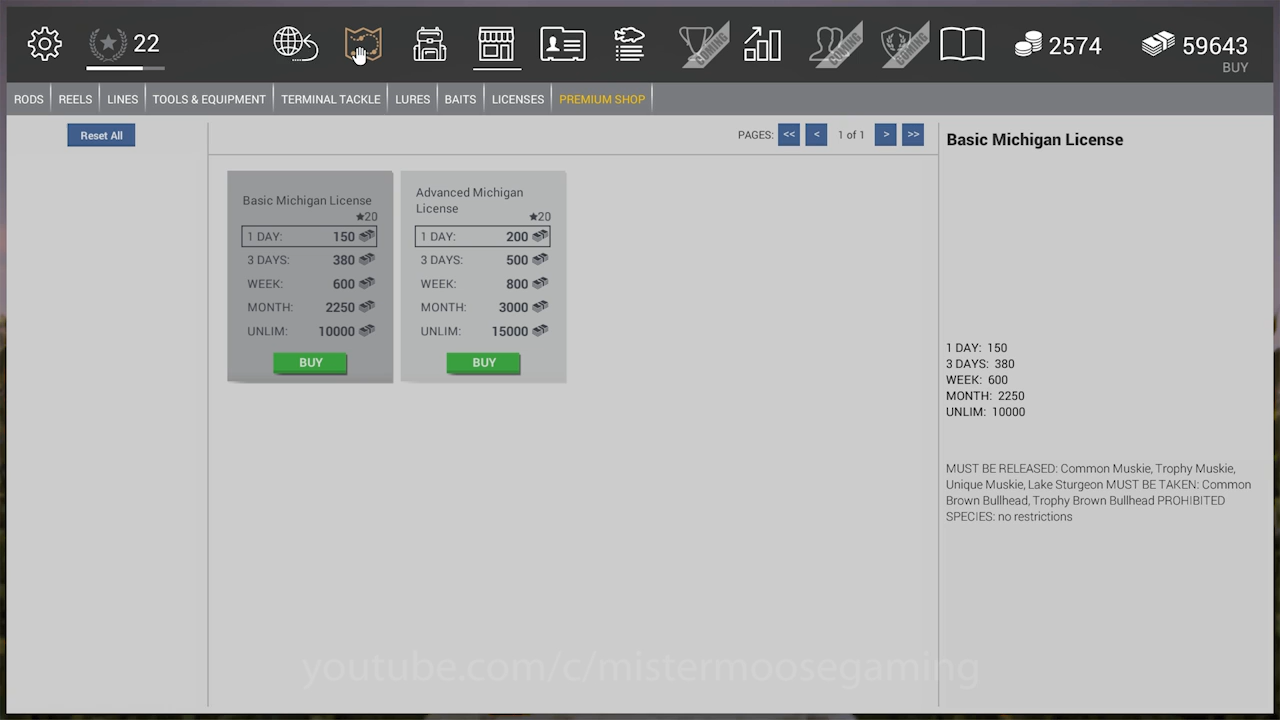 22
COMING
COMING
COMING
2574
59643
BUY
RODS
REELS
LINES
TOOLS & EQUIPMENT
TERMINAL TACKLE
LURES
BAITS
LICENSES
PREMIUM SHOP
Reset All
PAGES: << < 1 of 1 > >>
Basic Michigan License
20
1 DAY: 150
3 DAYS: 380
WEEK: 600
MONTH: 2250
UNLIM: 10000
BUY
Advanced Michigan
License
20
1 DAY: 200
3 DAYS: 500
WEEK: 800
MONTH: 3000
UNLIM: 15000
BUY
Basic Michigan License
1 DAY: 150
3 DAYS: 380
WEEK: 600
MONTH: 2250
UNLIM: 10000
MUST BE RELEASED: Common Muskie, Trophy Muskie,
Unique Muskie, Lake Sturgeon MUST BE TAKEN: Common
Brown Bullhead, Trophy Brown Bullhead PROHIBITED
SPECIES: no restrictions
youtube.com/c/mistermoosegaming